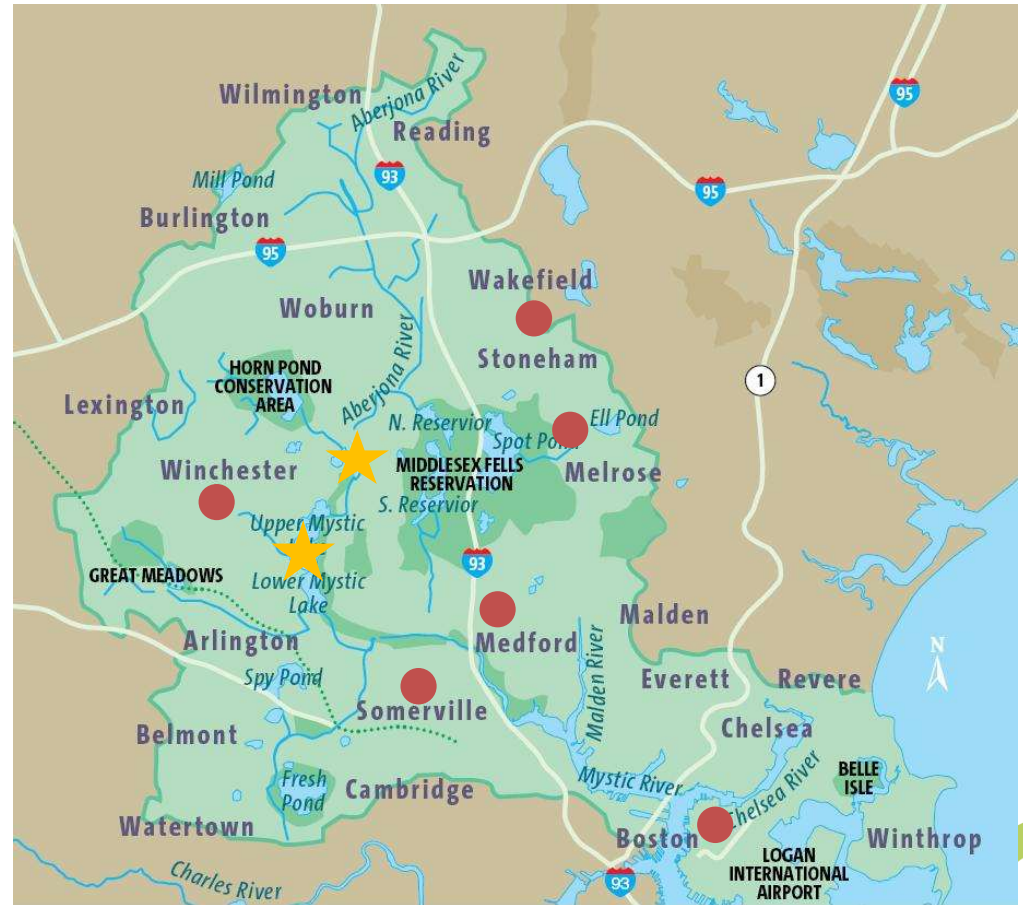 Wilmington
Aberjona River
Reading
95
93
Mill Pond
95
Burlington
95
Wakefield
Woburn
Stoneham
HORN POND
CONSERVATION
AREA
Aberjona River
1
Lexington
N. Reservior
Ell Pond
Spot Pond
Winchester
MIDDLESEX FELLS
RESERVATION
Melrose
S. Reservior
Upper Mystic
93
GREAT MEADOWS
Lower Mystic
Lake
Malden
Arlington
Medford
N
Spy Pond
Malden River
Everett
Revere
Somerville
Belmont
Chelsea
Fresh
Pond
Cambridge
Mystic River
Chelsea River
BELLE
ISLE
Watertown
Boston
Winthrop
LOGAN
INTERNATIONAL
AIRPORT
Charles River
93